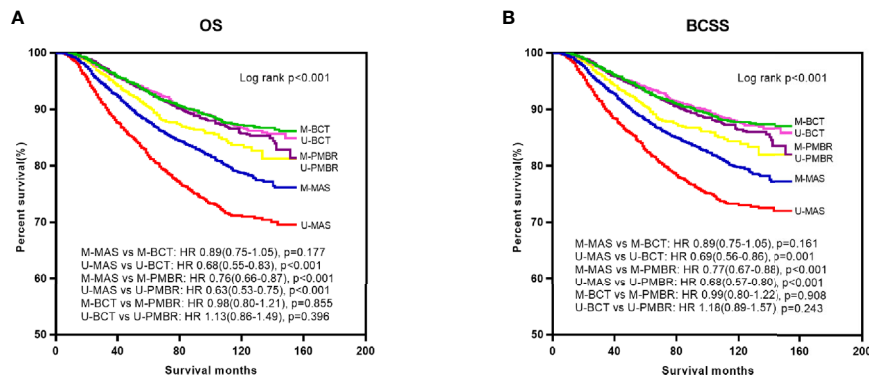 A
OS
Log rank p<0.001
M-BCT
U-BCT
M-PMBR
U-PMBR
M-MAS
U-MAS
M-MAS vs M-BCT: HR 0.89(0.75-1.05), p=0.177
U-MAS vs U-BCT: HR 0.68(0.55-0.83), p<0.001
M-MAS vs M-PMBR: HR 0.76(0.66-0.87), p<0.001
U-MAS vs U-PMBR: HR 0.63(0.53-0.75), p<0.001
M-BCT vs M-PMBR: HR 0.98(0.80-1.21), p=0.855
U-BCT vs U-PMBR: HR 1.13(0.86-1.49), p=0.396
Percent survival(%)
100
90
80
70
60
50
0 40 80 120 160 200
Survival months
B
BCSS
Log rank p<0.001
M-BCT
U-BCT
M-PMBR
U-PMBR
M-MAS
U-MAS
M-MAS vs M-BCT: HR 0.89(0.75-1.05), p=0.161
U-MAS vs U-BCT: HR 0.69(0.56-0.86), p=0.001
M-MAS vs M-PMBR: HR 0.77(0.67-0.88), p<0.001
U-MAS vs U-PMBR: HR 0.68(0.57-0.80), p<0.001
M-BCT vs M-PMBR: HR 0.99(0.80-1.22), p=0.908
U-BCT vs U-PMBR: HR 1.18(0.89-1.57), p=0.243
Percent survival(%)
100
90
80
70
60
50
0 40 80 120 160 200
Survival months